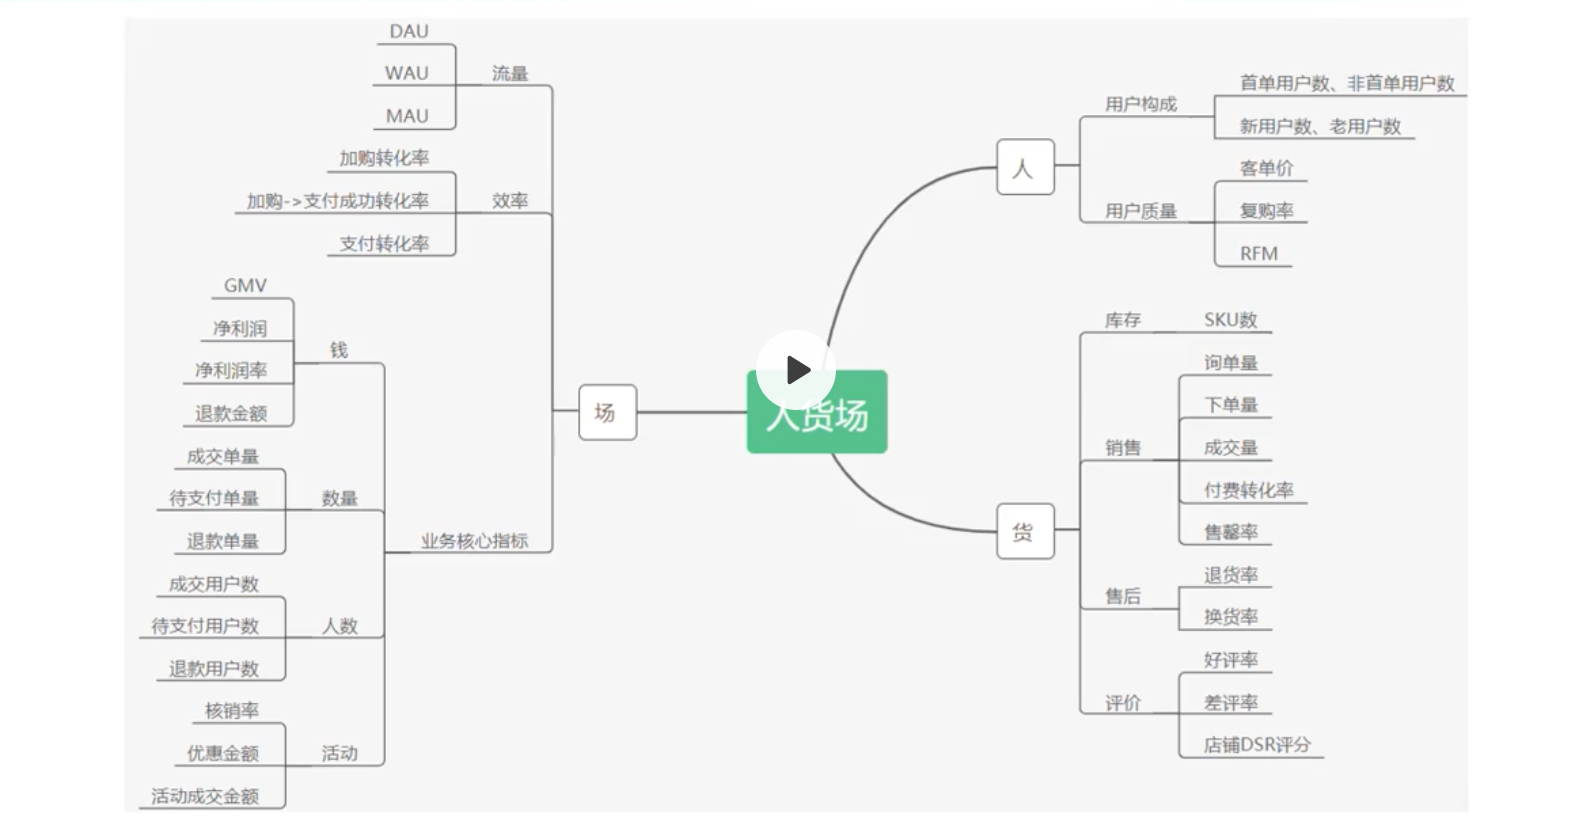 DAU
WAU
MAU
流量
加购转化率
加购->支付成功转化率
支付转化率
效率
GMV
净利润
净利润率
退款金额
钱
成交单量
待支付单量
退款单量
数量
成交用户数
待支付用户数
退款用户数
人数
核销率
优惠金额
活动成交金额
活动
业务核心指标
场
人货场
人
用户构成
首单用户数、非首单用户数
新用户数、老用户数
用户质量
客单价
复购率
RFM
货
库存
SKU数
销售
询单量
下单量
成交量
付费转化率
售罄率
售后
退货率
换货率
评价
好评率
差评率
店铺DSR评分